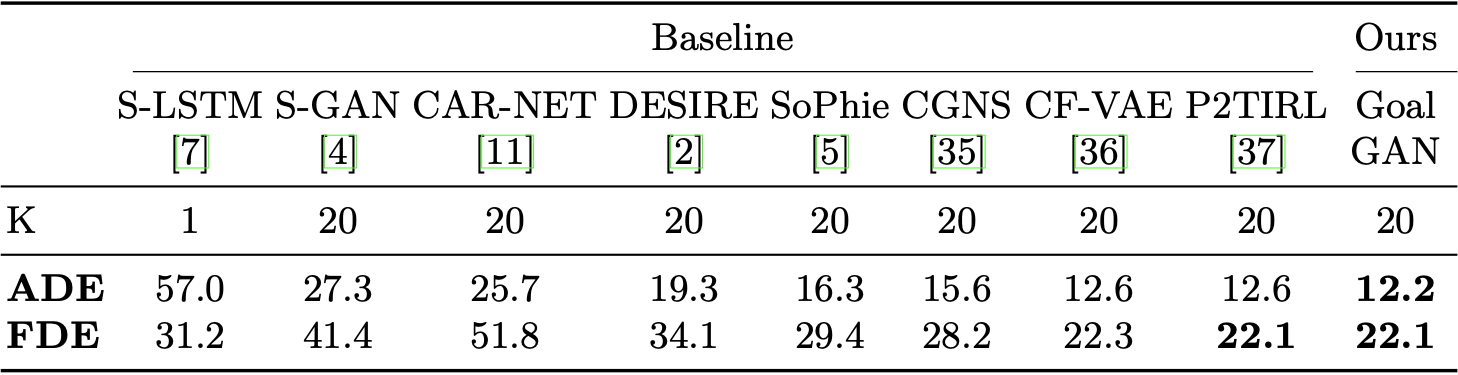 Baseline Ours
S-LSTM S-GAN CAR-NET DESIRE SoPhie CGNS CF-VAE P2TIRL Goal
[7] [4] [11] [2] [5] [35] [36] [37] GAN
K 1 20 20 20 20 20 20 20 20
ADE 57.0 27.3 25.7 19.3 16.3 15.6 12.6 12.6 12.2
FDE 31.2 41.4 51.8 34.1 29.4 28.2 22.3 22.1 22.1